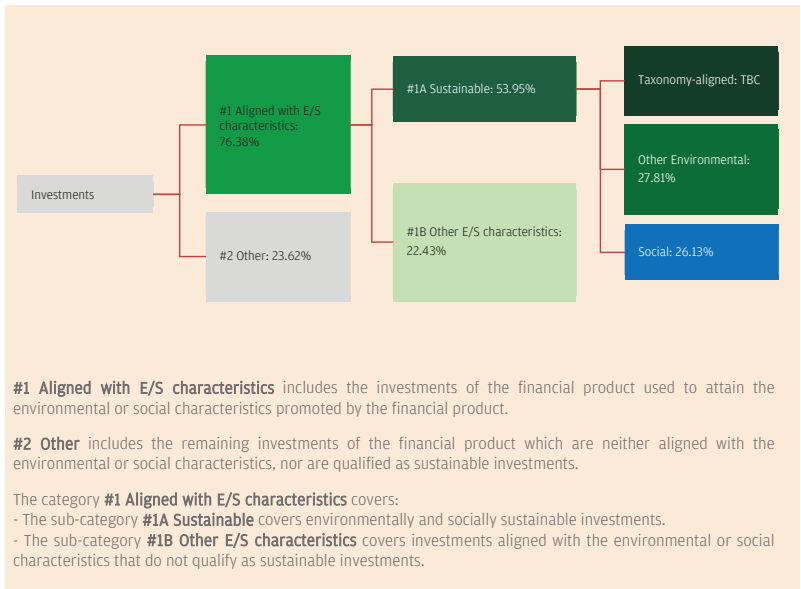 Investments
#1 Aligned with E/S
characteristics:
76.38%
#2 Other: 23.62%
#1A Sustainable: 53.95%
#1B Other E/S characteristics:
22.43%
Taxonomy-aligned: TBC
Other Environmental:
27.81%
Social: 26.13%
#1 Aligned with E/S characteristics includes the investments of the financial product used to attain the
environmental or social characteristics promoted by the financial product.
#2 Other includes the remaining investments of the financial product which are neither aligned with the
environmental or social characteristics, nor are qualified as sustainable investments.
The category #1 Aligned with E/S characteristics covers:
- The sub-category #1A Sustainable covers environmentally and socially sustainable investments.
- The sub-category #1B Other E/S characteristics covers investments aligned with the environmental or social
characteristics that do not qualify as sustainable investments.